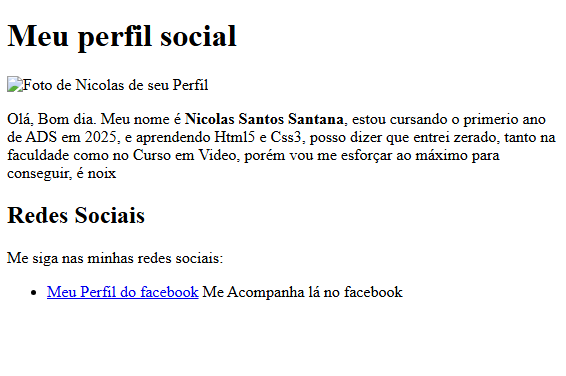 Meu perfil social
Foto de Nicolas de seu Perfil
Olá, Bom dia. Meu nome é Nicolas Santos Santana, estou cursando o primerio ano
de ADS em 2025, e aprendendo Html5 e Css3, posso dizer que entrei zerado, tanto na
faculdade como no Curso em Video, porém vou me esforçar ao máximo para
conseguir, é noix
Redes Sociais
Me siga nas minhas redes sociais:
Meu Perfil do facebook Me Acompanha lá no facebook